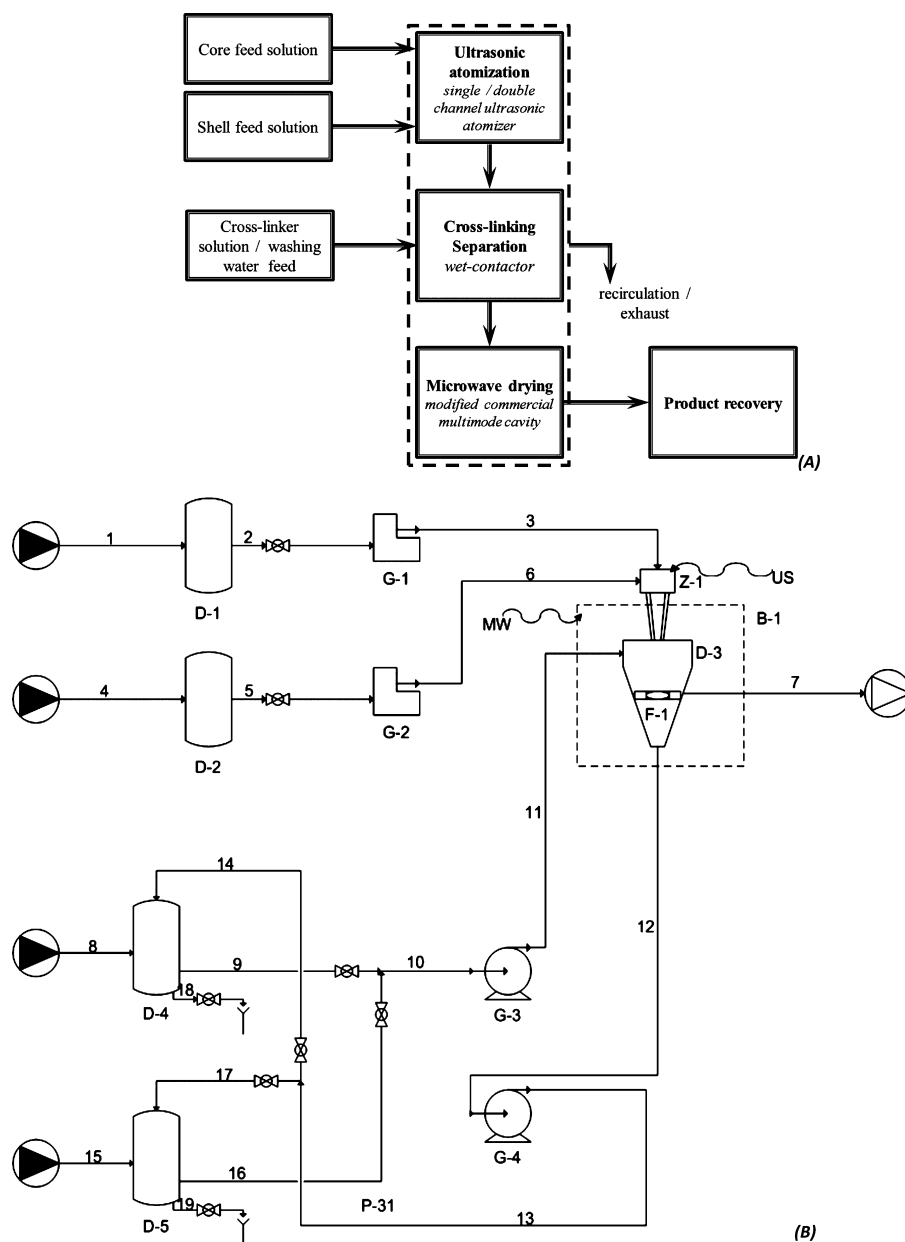 Core feed solution
Shell feed solution
Ultrasonic
atomization
single / double
channel ultrasonic
atomizer
Cross-linker
solution / washing
water feed
Cross-linking
Separation
wet-contactor
recirculation /
exhaust
Microwave drying
modified commercial
multimode cavity
Product recovery
(A)
1
2
3
D-1
G-1
6
Z-1
US
MW
B-1
D-3
4
5
7
F-1
D-2
G-2
11
14
12
8
9
10
18
D-4
G-3
17
15
16
G-4
19
P-31
D-5
13
(B)